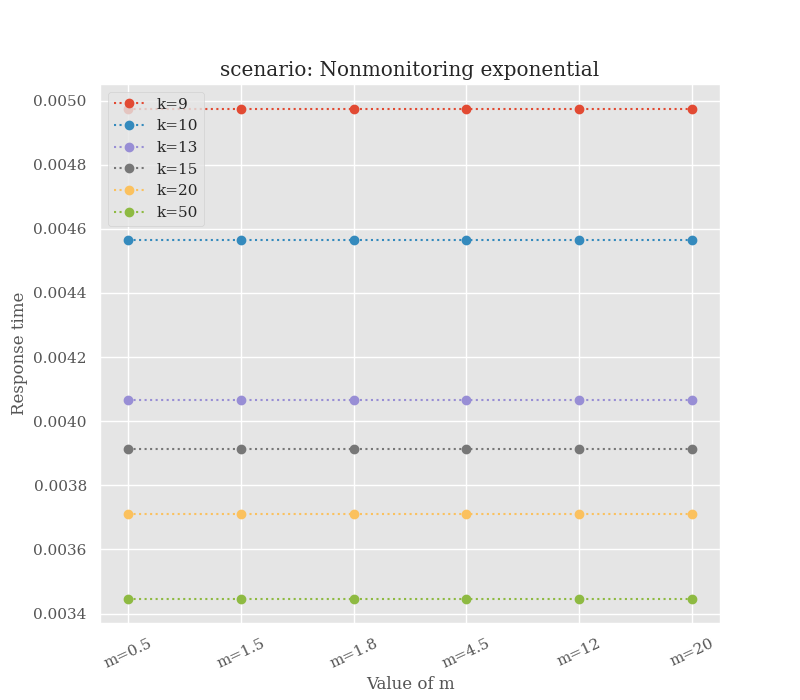 scenario: Nonmonitoring exponential
0.0050
0.0048
0.0046
0.0044
0.0042
0.0040
0.0038
0.0036
0.0034
Response time
k=9
k=10
k=13
k=15
k=20
k=50
m=0.5
m=1.5
m=1.8
m=4.5
m=12
m=20
Value of m